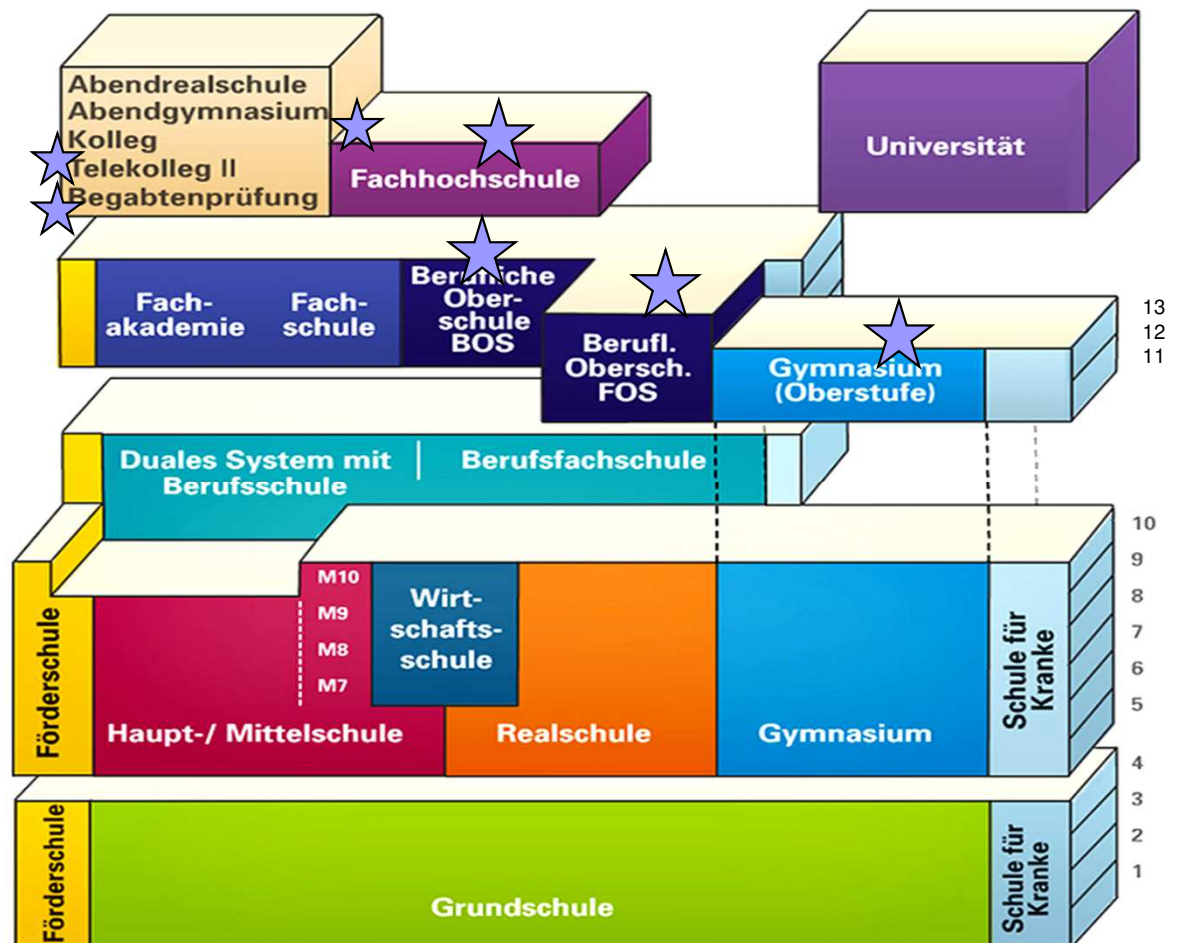 Abendrealschule
Abendgymnasium
Kolleg
Telekolleg II
Begabtenprüfung
Fachhochschule
Universität
Fach-
akademie
Fach-
schule
Berufliche
Ober-
schule
BOS
Berufl.
Obersch.
FOS
Gymnasium
(Oberstufe)
13
12
11
Duales System mit
Berufsschule
Berufsfachschule
10
9
8
7
6
5
Förderschule
M10
M9
M8
M7
Haupt-/ Mittelschule
Wirt-
schafts-
schule
Realschule
Gymnasium
Schule für
Kranke
4
3
2
1
Förderschule
Grundschule
Schule für
Kranke